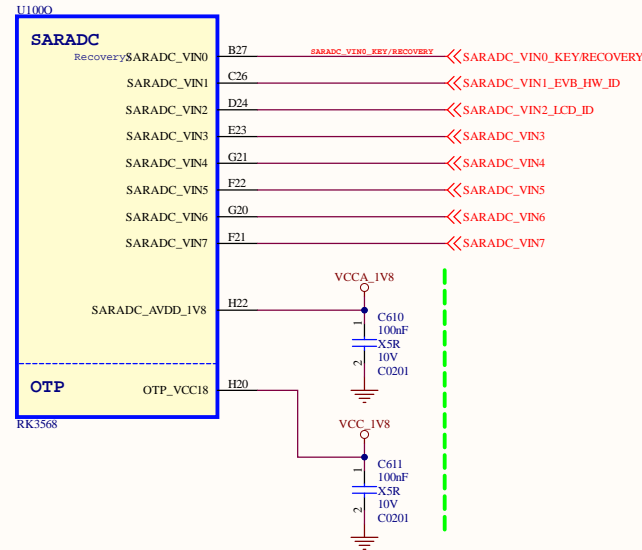 U100O
SARADC
Recovery
SARADC_VIN0 B27 SARADC_VIN0_KEY/RECOVERY SARADC_VIN0_KEY/RECOVERY
SARADC_VIN1 C26 SARADC_VIN1_EVB_HW_ID
SARADC_VIN2 D24 SARADC_VIN2_LCD_ID
SARADC_VIN3 E23 SARADC_VIN3
SARADC_VIN4 G21 SARADC_VIN4
SARADC_VIN5 F22 SARADC_VIN5
SARADC_VIN6 G20 SARADC_VIN6
SARADC_VIN7 F21 SARADC_VIN7
VCCA_1V8
SARADC_AVDD_1V8 H22
1
2
C610
100nF
X5R
10V
C0201
OTP
OTP_VCC18 H20
RK3568
VCC_1V8
1
2
C611
100nF
X5R
10V
C0201